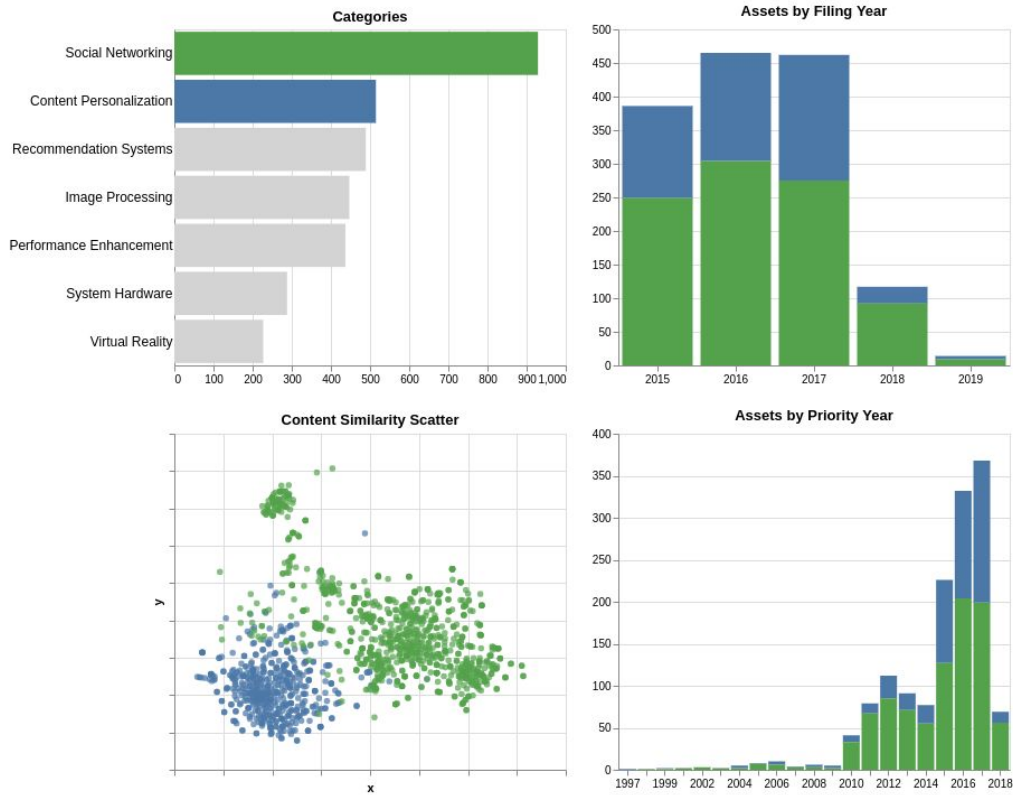 Categories
Social Networking
Content Personalization
Recommendation Systems
Image Processing
Performance Enhancement
System Hardware
Virtual Reality
0 100 200 300 400 500 600 700 800 900 1,000
Assets by Filing Year
500
450
400
350
300
250
200
150
100
50
0
2015 2016 2017 2018 2019
Content Similarity Scatter
y
x
Assets by Priority Year
400
350
300
250
200
150
100
50
0
1997 1999 2002 2004 2006 2008 2010 2012 2014 2016 2018